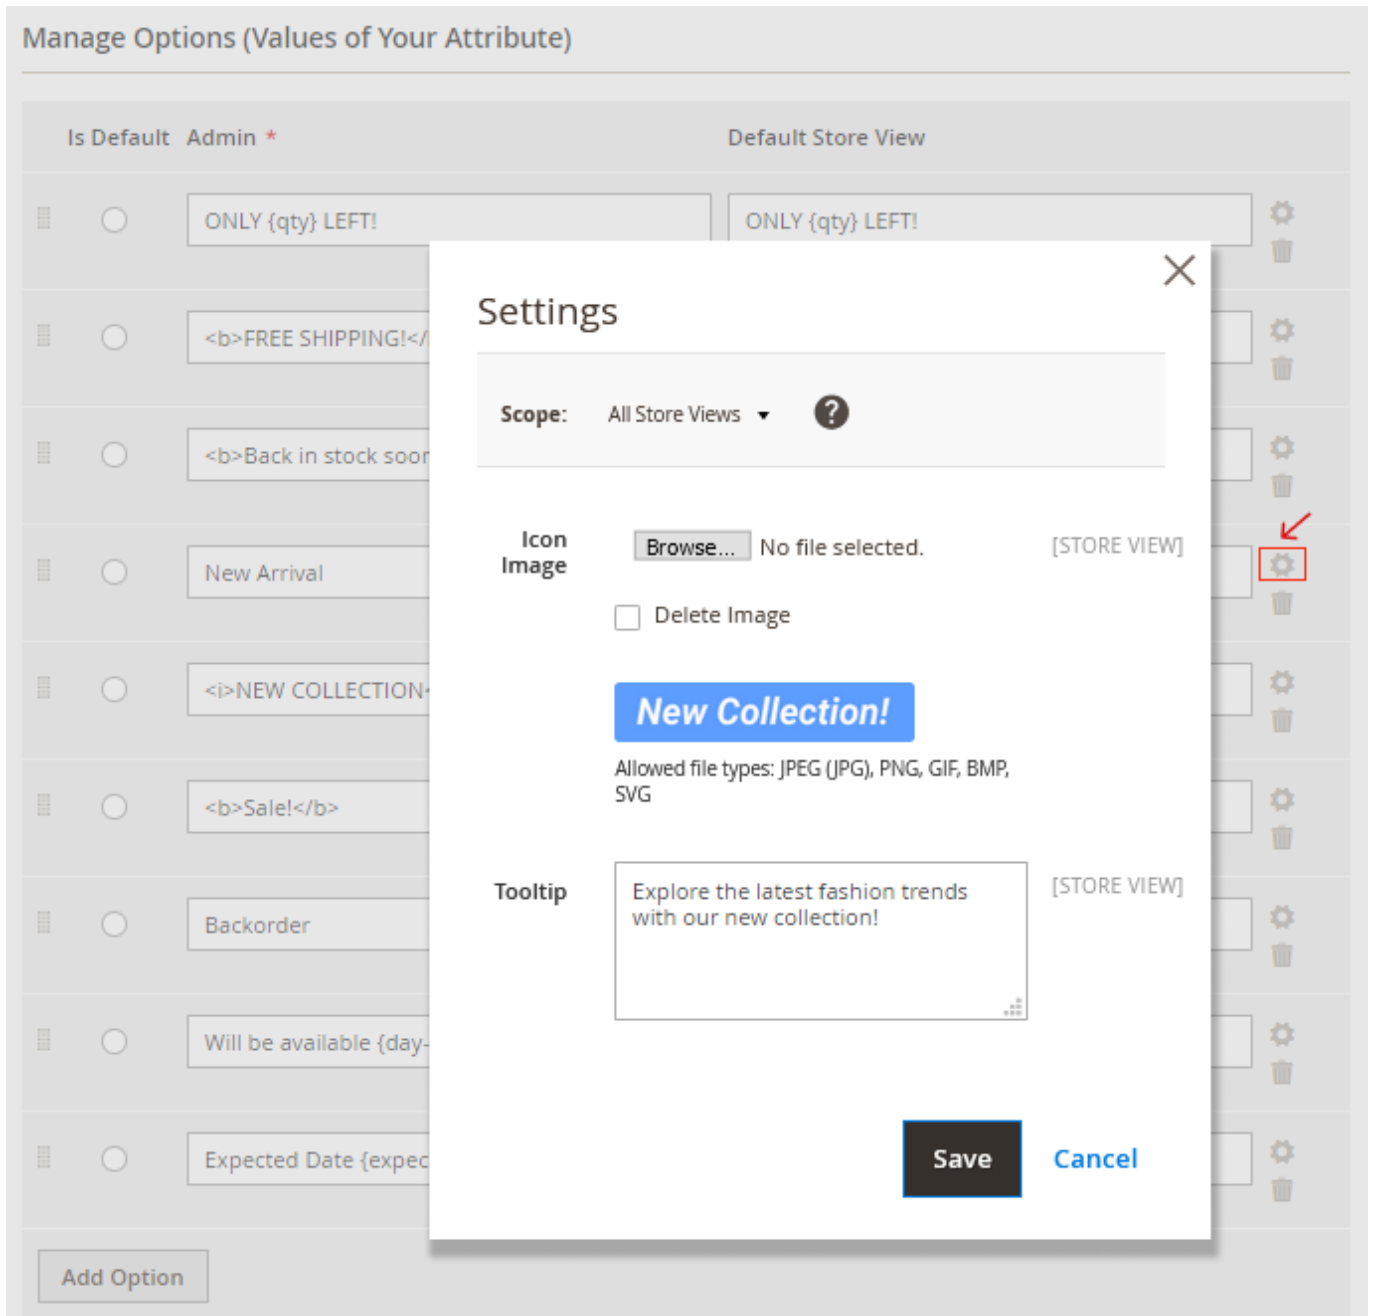 Manage Options (Values of Your Attribute)
Is Default Admin * Default Store View
ONLY {qty} LEFT! ONLY {qty} LEFT!
<b>FREE SHIPPING!</
<b>Back in stock soon
New Arrival
<i>NEW COLLECTION<
<b>Sale!</b>
Backorder
Will be available {day-
Expected Date {expec
Add Option
Settings
Scope: All Store Views ?
Icon
Image
Browse... No file selected. [STORE VIEW]
Delete Image
New Collection!
Allowed file types: JPEG (JPG), PNG, GIF, BMP,
SVG
Tooltip
Explore the latest fashion trends
with our new collection!
[STORE VIEW]
Save Cancel